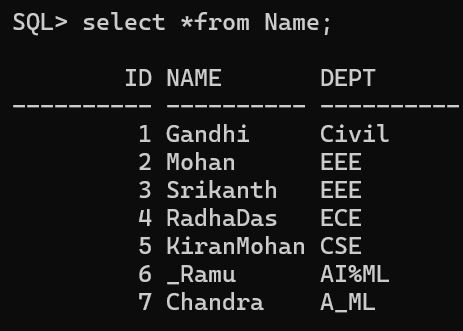 SQL> select *from Name;
ID NAME DEPT
---------- ---------- ----------
1 Gandhi Civil
2 Mohan EEE
3 Srikanth EEE
4 RadhaDas ECE
5 KiranMohan CSE
6 _Ramu AI%ML
7 Chandra A_ML